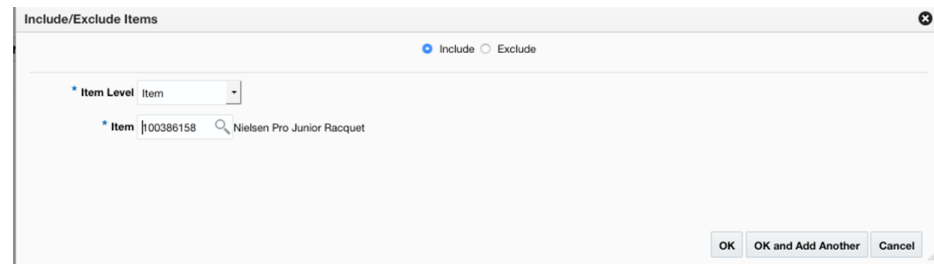 Include/Exclude Items
Include Exclude
* Item Level Item
* Item 100386158 Nielsen Pro Junior Racquet
OK OK and Add Another Cancel